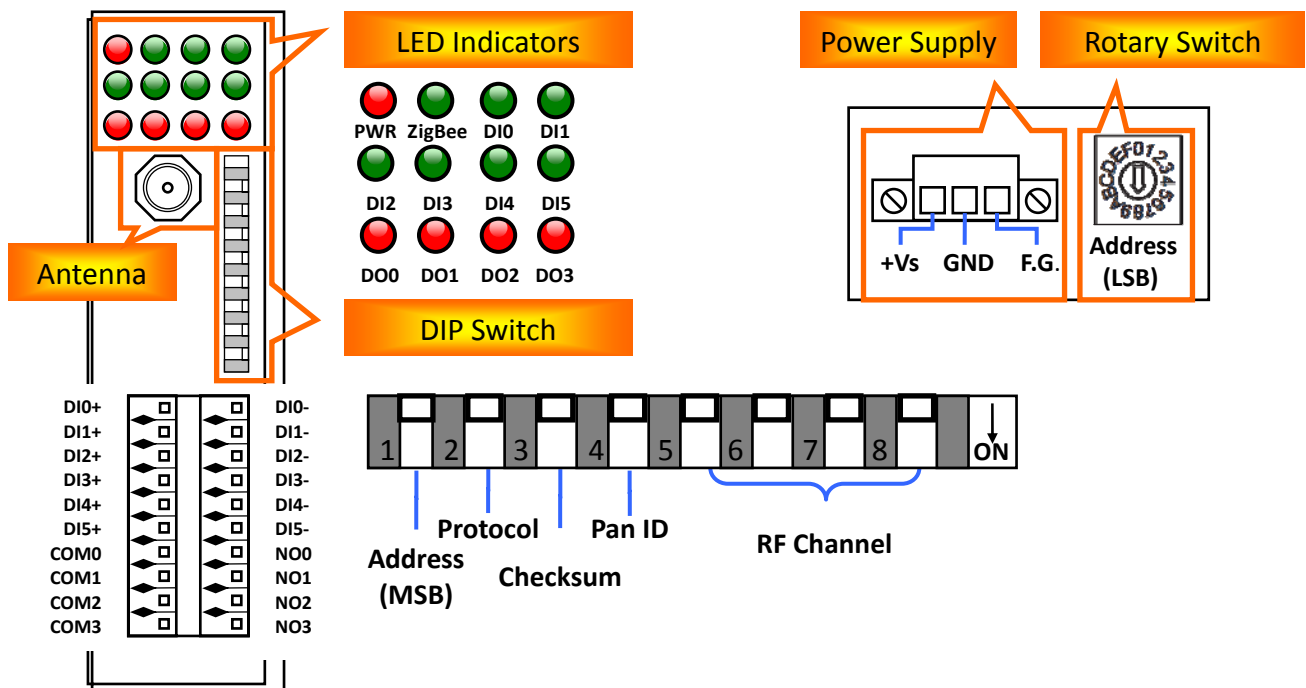 LED Indicators
PWR ZigBee DI0 DI1
DI2 DI3 DI4 DI5
DO0 DO1 DO2 DO3
Antenna
DIP Switch
Power Supply
Rotary Switch
+Vs GND F.G.
0123456789ABCDEF
Address
(LSB)
DI0+ DI0-
DI1+ DI1-
DI2+ DI2-
DI3+ DI3-
DI4+ DI4-
DI5+ DI5-
COM0 NO0
COM1 NO1
COM2 NO2
COM3 NO3
1 2 3 4 5 6 7 8 ON
Address
(MSB)
Protocol
Checksum
Pan ID
RF Channel